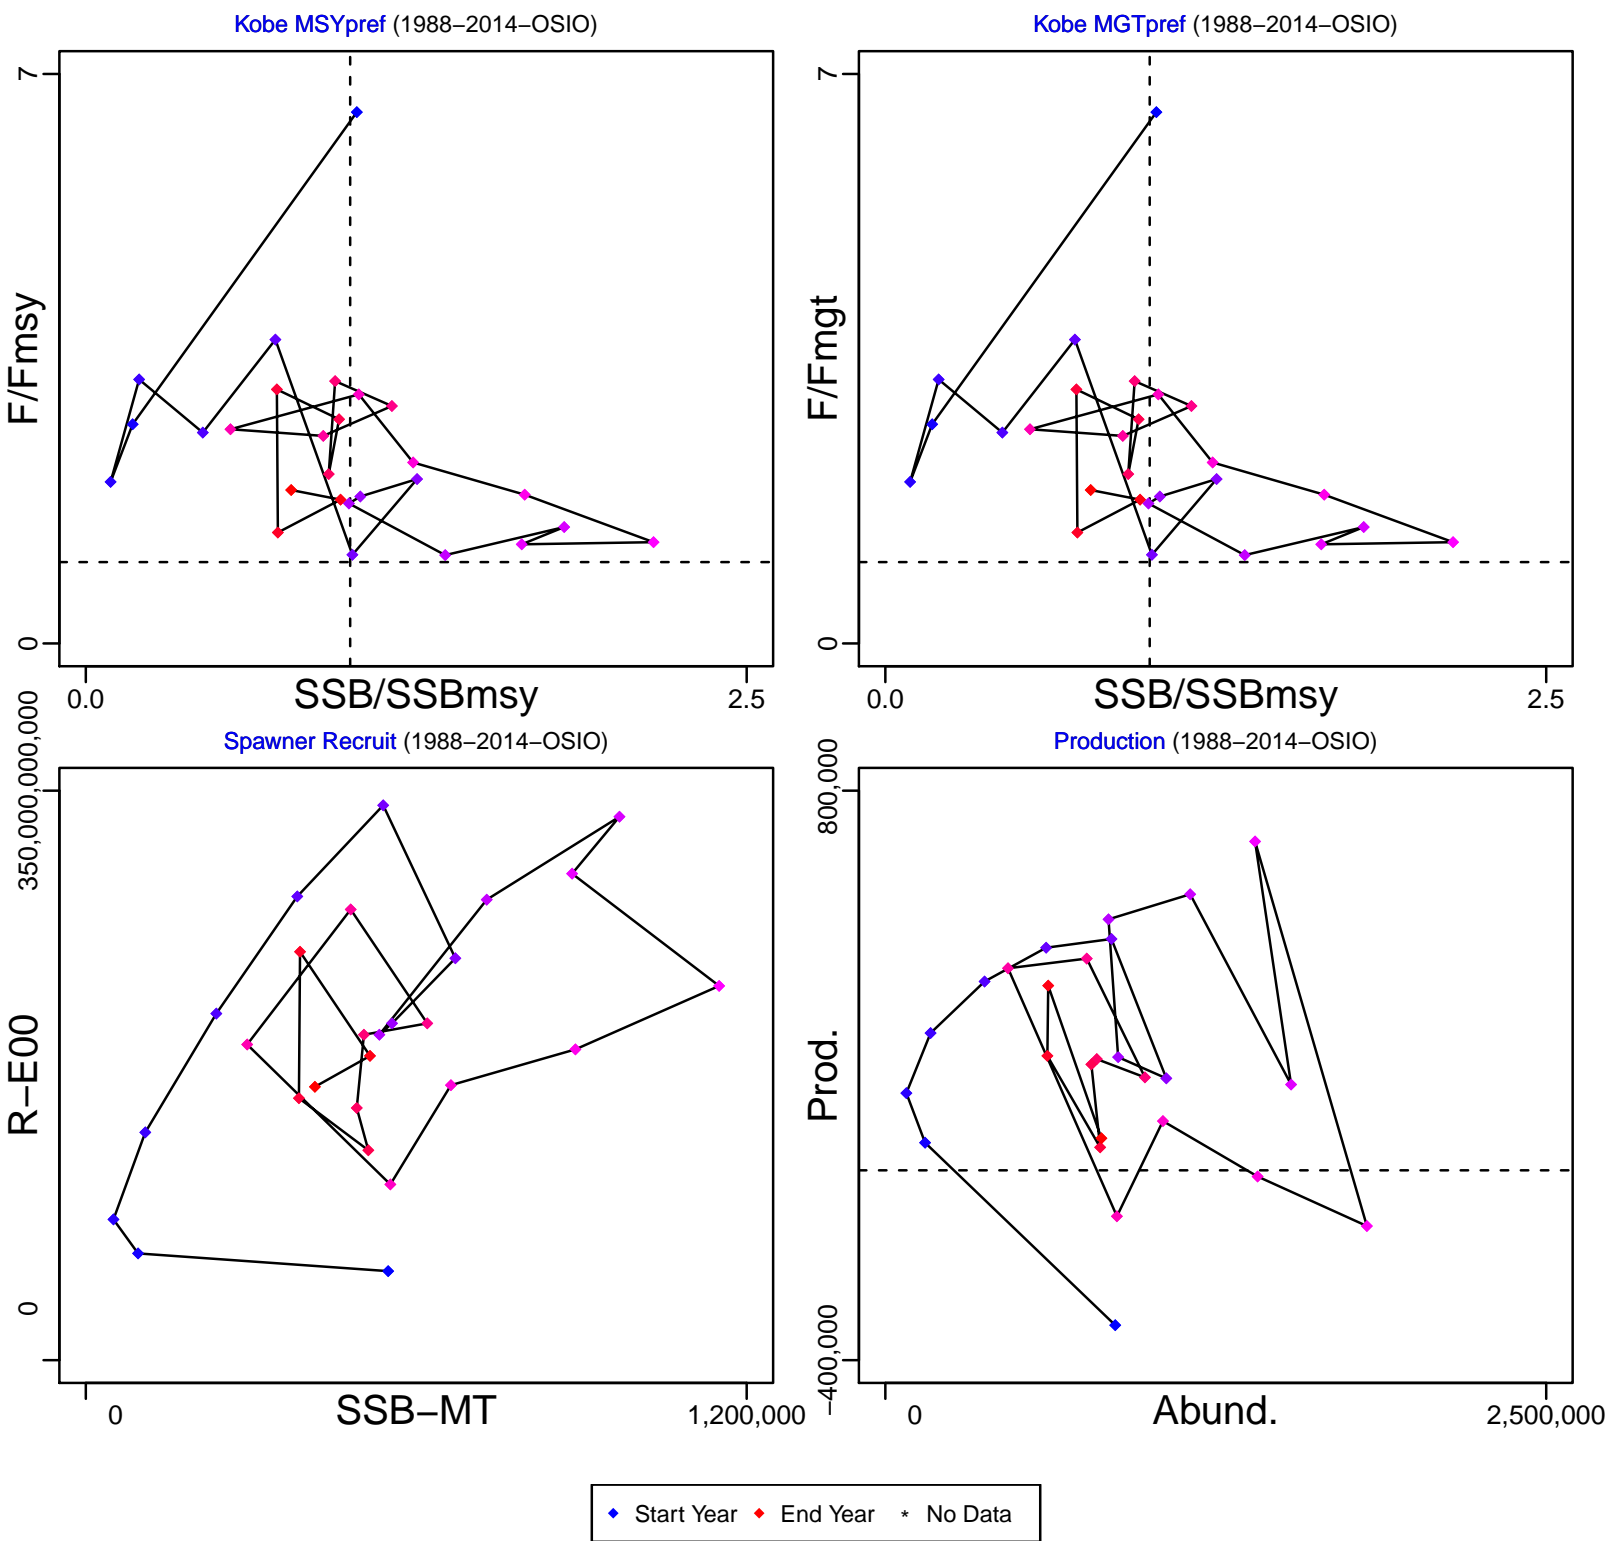 Kobe MSYpref (1988−2014−OSIO)
Kobe MGTpref (1988−2014−OSIO)
7
F/Fmsy
0
0.0
SSB/SSBmsy
2.5
7
F/Fmgt
0
0.0
SSB/SSBmsy
2.5
Spawner Recruit (1988−2014−OSIO)
Production (1988−2014−OSIO)
350,000,000,000
R−E00
0
0
SSB−MT
1,200,000
800,000
Prod.
−400,000
0
Abund.
2,500,000
Start Year
End Year
* No Data